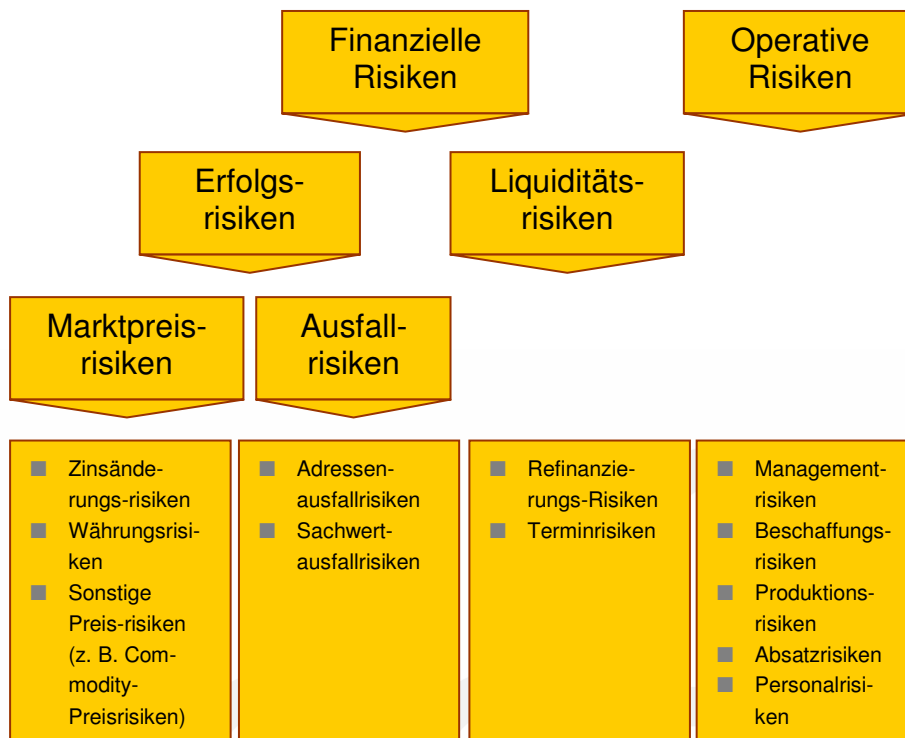 Finanzielle
Risiken
Operative
Risiken
Erfolgs-
risiken
Liquiditäts-
risiken
Marktpreis-
risiken
Ausfall-
risiken
Zinsände-
rungs-risiken
Währungsrisi-
ken
Sonstige
Preis-risiken
(z. B. Com-
modity-
Preisrisiken)
Adressen-
ausfallrisiken
Sachwert-
ausfallrisiken
Refinanzie-
rungs-Risiken
Terminrisiken
Management-
risiken
Beschaffungs-
risiken
Produktions-
risiken
Absatzrisiken
Personalrisi-
ken